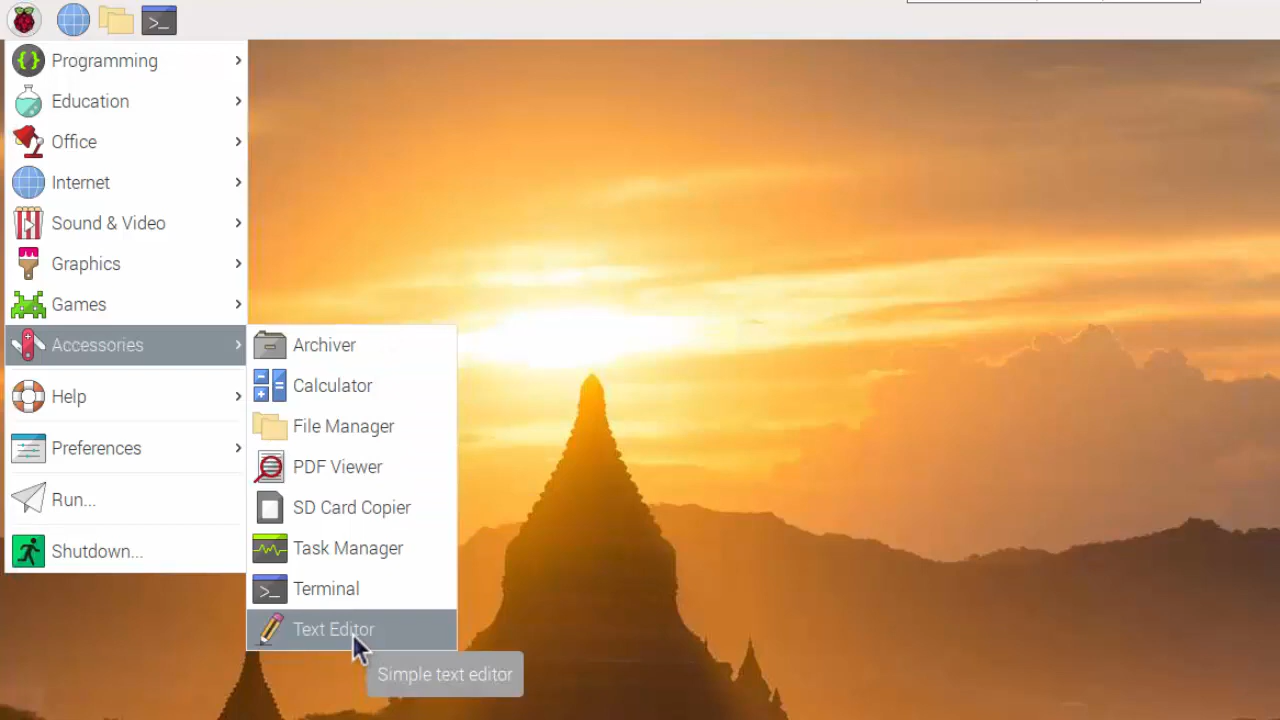 Programming
Education
Office
Internet
Sound & Video
Graphics
Games
Accessories
Help
Preferences
Run...
Shutdown...
Archiver
Calculator
File Manager
PDF Viewer
SD Card Copier
Task Manager
Terminal
Text Editor
Simple text editor